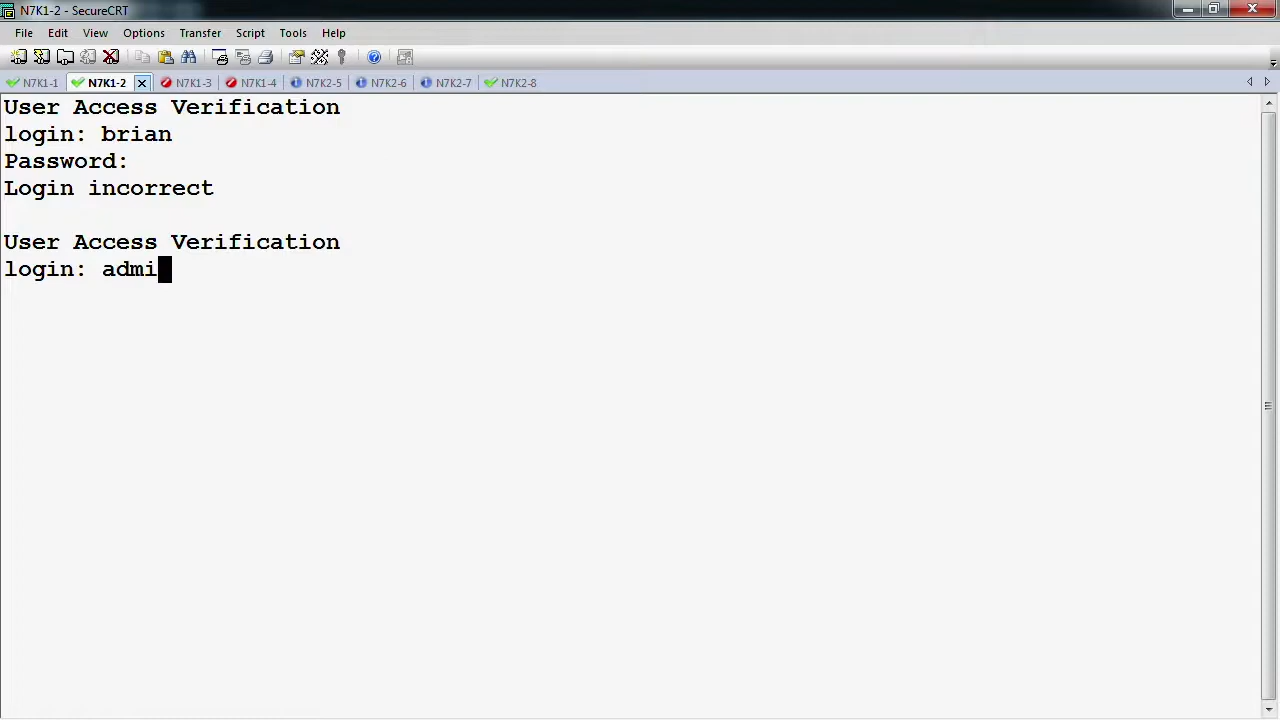 N7K1-2 - SecureCRT
File Edit View Options Transfer Script Tools Help
N7K1-1 N7K1-2 N7K1-3 N7K1-4 N7K2-5 N7K2-6 N7K2-7 N7K2-8
User Access Verification
login: brian
Password:
Login incorrect
User Access Verification
login: admi